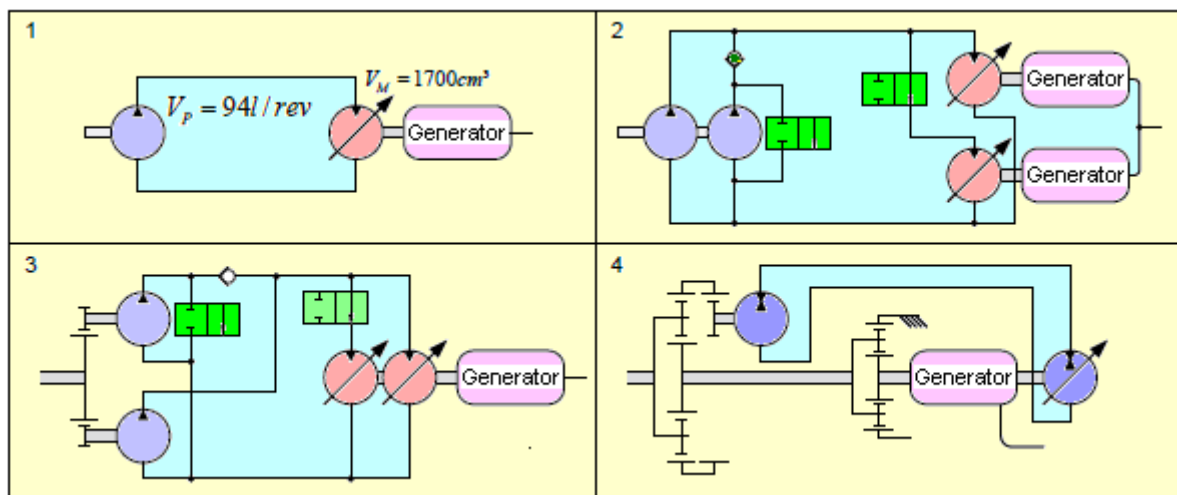 1
V_P = 94l / rev
V_M = 1700cm³
Generator
2
Generator
Generator
3
Generator
4
Generator